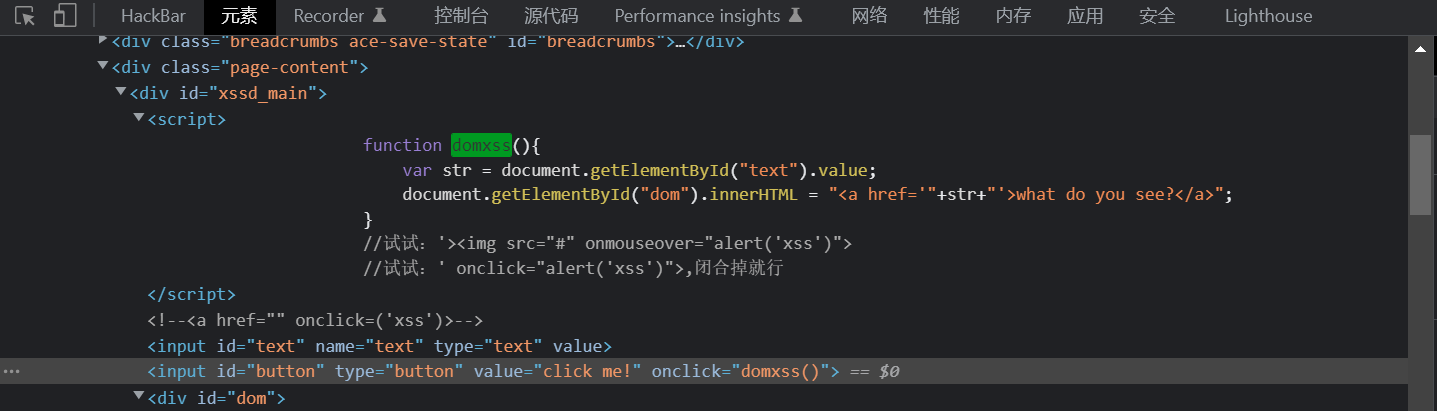 HackBar 元素 Recorder 控制台 源代码 Performance insights 网络 性能 内存 应用 安全 Lighthouse
<div class="breadcrumbs ace-save-state" id="breadcrumbs">…</div>
<div class="page-content">
<div id="xssd_main">
<script>
function domxss(){
var str = document.getElementById("text").value;
document.getElementById("dom").innerHTML = "<a href='"+str+"'>what do you see?</a>";
}
//试试：'><img src="#" onmouseover="alert('xss')">
//试试：' onclick="alert('xss')">,闭合掉就行
</script>
<!--<a href="" onclick=('xss')>-->
<input id="text" name="text" type="text" value>
<input id="button" type="button" value="click me!" onclick="domxss()"> == $0
<div id="dom">